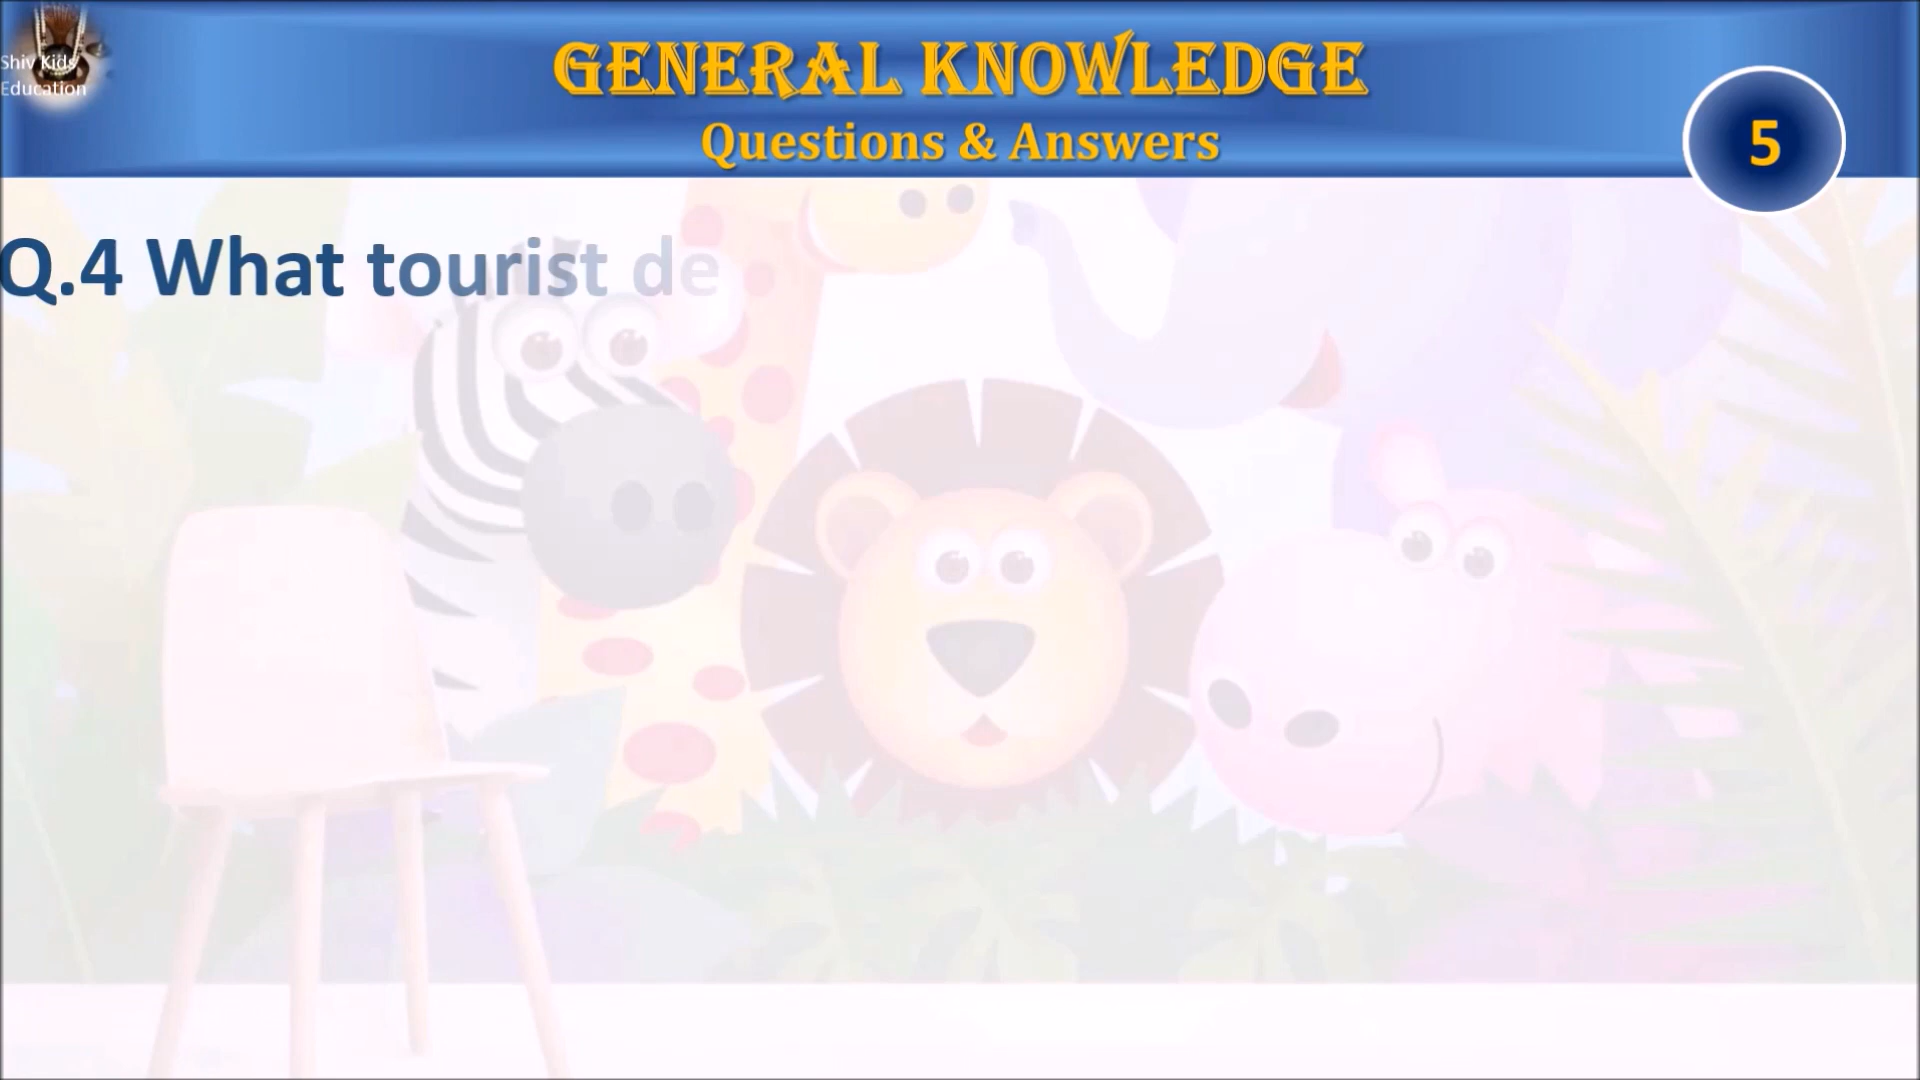 Shiv Kids
Education
GENERAL KNOWLEDGE
Questions & Answers
5
Q.4 What tourist de